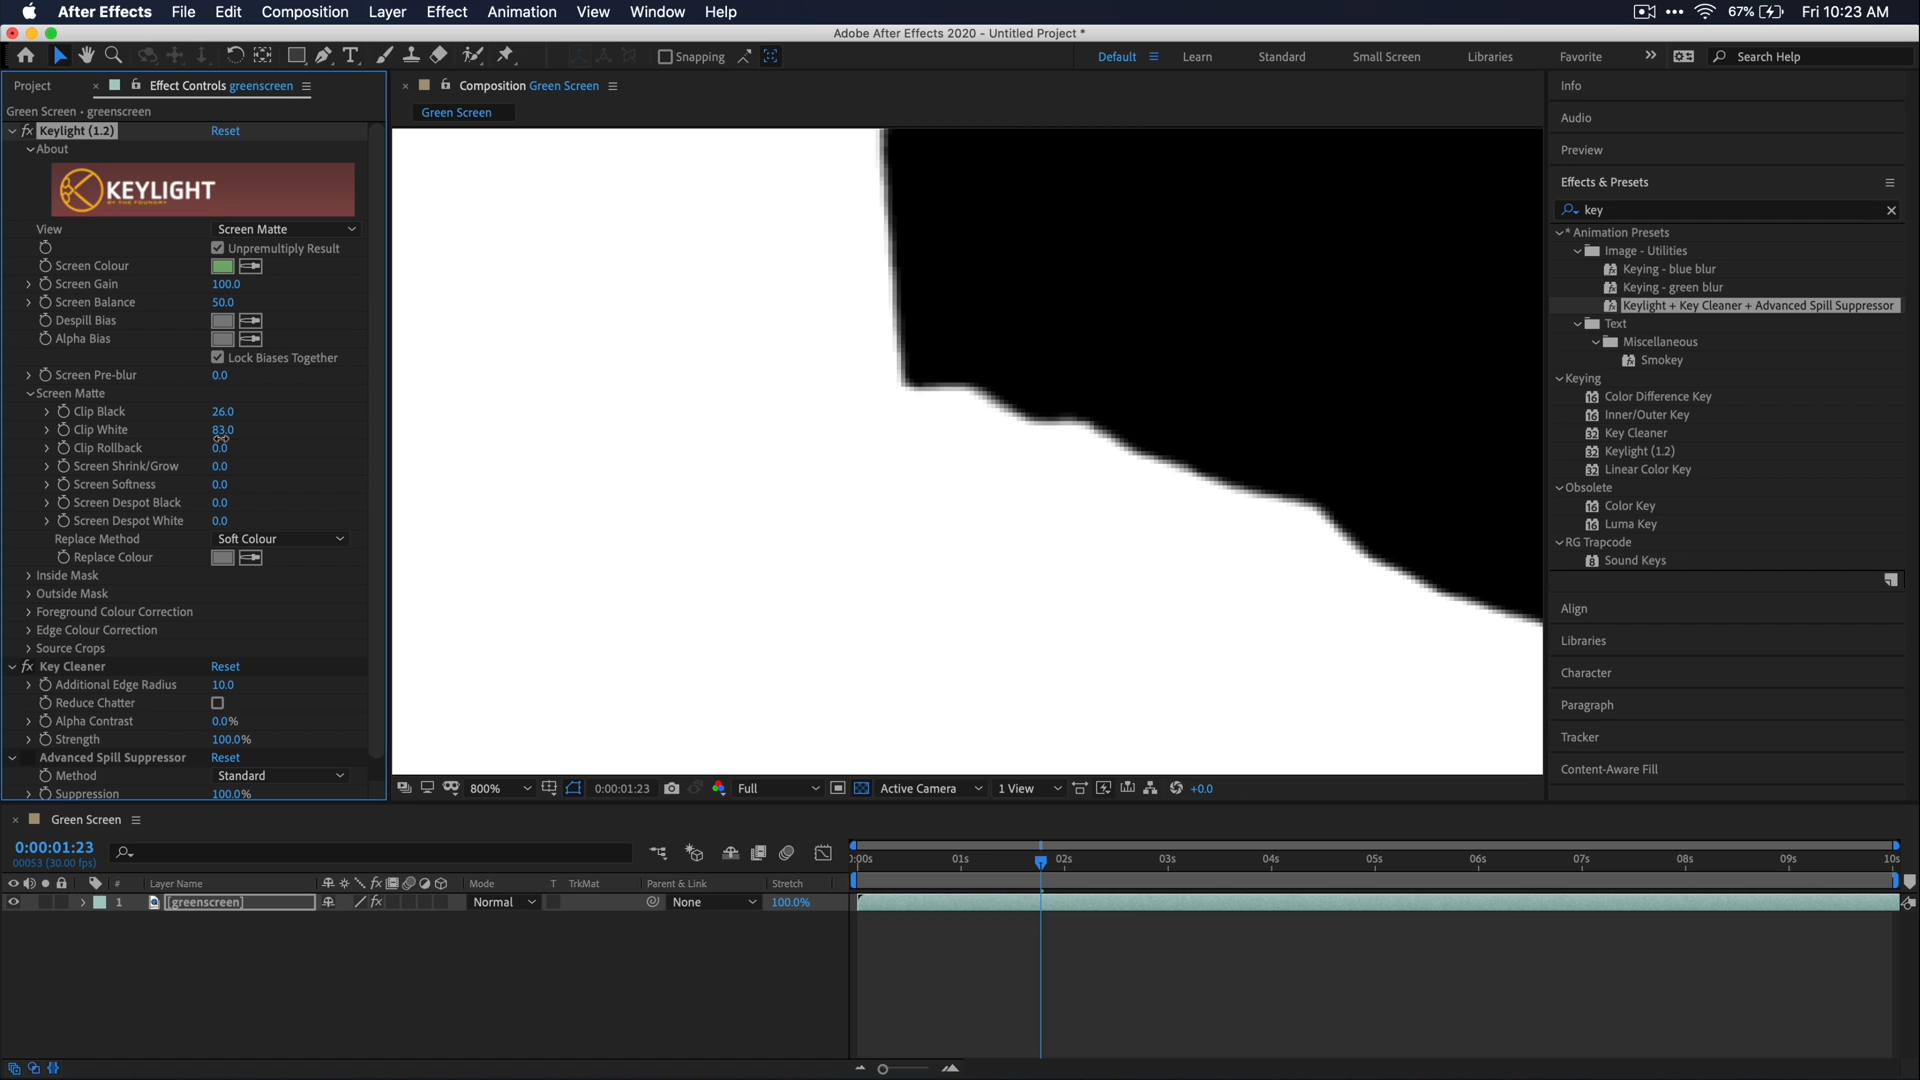 After Effects File Edit Composition Layer Effect Animation View Window Help 67% Fri 10:23 AM
Adobe After Effects 2020 - Untitled Project *
Snapping Default Learn Standard Small Screen Libraries Favorite Search Help
Project Effect Controls greenscreen Composition Green Screen Info
Green Screen • greenscreen Green Screen
Keylight (1.2) Reset Audio
About Preview
KEYLIGHT
BY THE FOUNDRY
View Screen Matte
Unpremultiply Result
Screen Colour
Screen Gain 100.0
Screen Balance 50.0
Despill Bias
Alpha Bias
Lock Biases Together
Screen Pre-blur 0.0
Screen Matte
Clip Black 26.0
Clip White 83.0
Clip Rollback 0.0
Screen Shrink/Grow 0.0
Screen Softness 0.0
Screen Despot Black 0.0
Screen Despot White 0.0
Replace Method Soft Colour
Replace Colour
Inside Mask
Outside Mask
Foreground Colour Correction
Edge Colour Correction
Source Crops
Key Cleaner Reset
Additional Edge Radius 10.0
Reduce Chatter
Alpha Contrast 0.0%
Strength 100.0%
Advanced Spill Suppressor Reset
Method Standard
Suppression 100.0%
Effects & Presets
key
* Animation Presets
Image - Utilities
Keying - blue blur
Keying - green blur
Keylight + Key Cleaner + Advanced Spill Suppressor
Text
Miscellaneous
Smokey
Keying
16 Color Difference Key
16 Inner/Outer Key
32 Key Cleaner
32 Keylight (1.2)
32 Linear Color Key
Obsolete
16 Color Key
16 Luma Key
RG Trapcode
8 Sound Keys
Align
Libraries
Character
Paragraph
Tracker
Content-Aware Fill
800% 0:00:01:23 Full Active Camera 1 View +0.0
Green Screen
0:00:01:23
00053 (30.00 fps)
:00s 01s 02s 03s 04s 05s 06s 07s 08s 09s 10s
# Layer Name Mode T TrkMat Parent & Link Stretch
1 [greenscreen] Normal None 100.0%